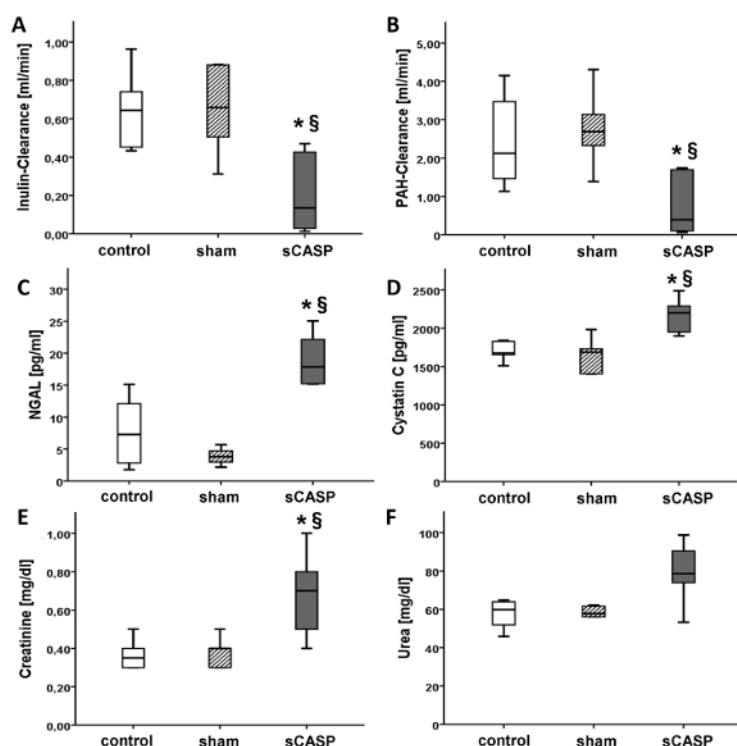 A
Inulin-Clearance [ml/min]
1,00
0,80
0,60
0,40
0,20
0,00
* §
control sham sCASP
B
PAH-Clearance [ml/min]
5,00
4,00
3,00
2,00
1,00
0
* §
control sham sCASP
C
NGAL [pg/ml]
30
25
20
15
10
5
0
* §
control sham sCASP
D
Cystatin C [pg/ml]
2500
2000
1500
1000
500
0
* §
control sham sCASP
E
Creatinine [mg/dl]
1,00
0,80
0,60
0,40
0,20
0,00
* §
control sham sCASP
F
Urea [mg/dl]
100
80
60
40
20
0
control sham sCASP